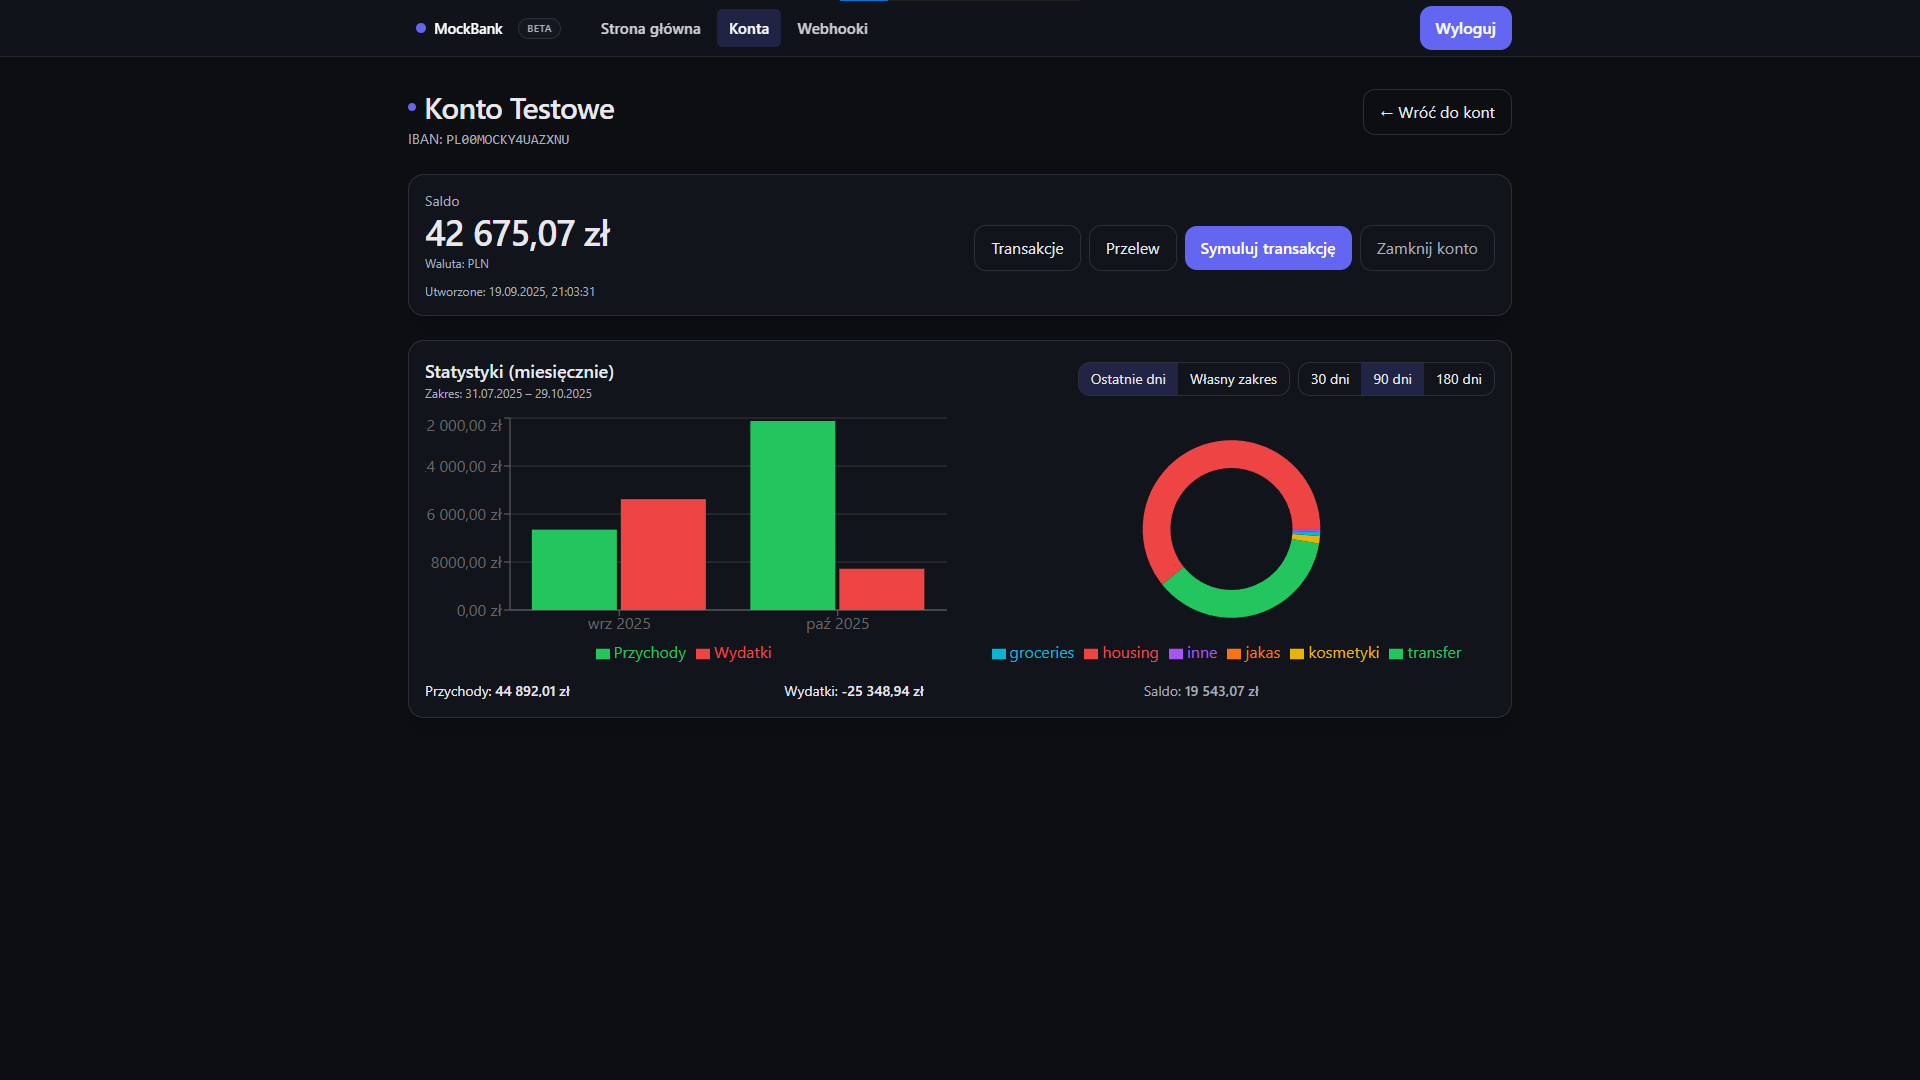 MockBank BETA Strona główna Konta Webhooki Wyloguj
Konto Testowe
← Wróć do kont
IBAN: PL00MOCKY4UAZXNU
Saldo
42 675,07 zł
Waluta: PLN
Utworzone: 19.09.2025, 21:03:31
Transakcje Przelew Symuluj transakcję Zamknij konto
Statystyki (miesięcznie)
Zakres: 31.07.2025 – 29.10.2025
Ostatnie dni Własny zakres 30 dni 90 dni 180 dni
2 000,00 zł
4 000,00 zł
6 000,00 zł
8000,00 zł
0,00 zł
wrz 2025 paź 2025
Przychody Wydatki
groceries housing inne jakas kosmetyki transfer
Przychody: 44 892,01 zł Wydatki: -25 348,94 zł Saldo: 19 543,07 zł